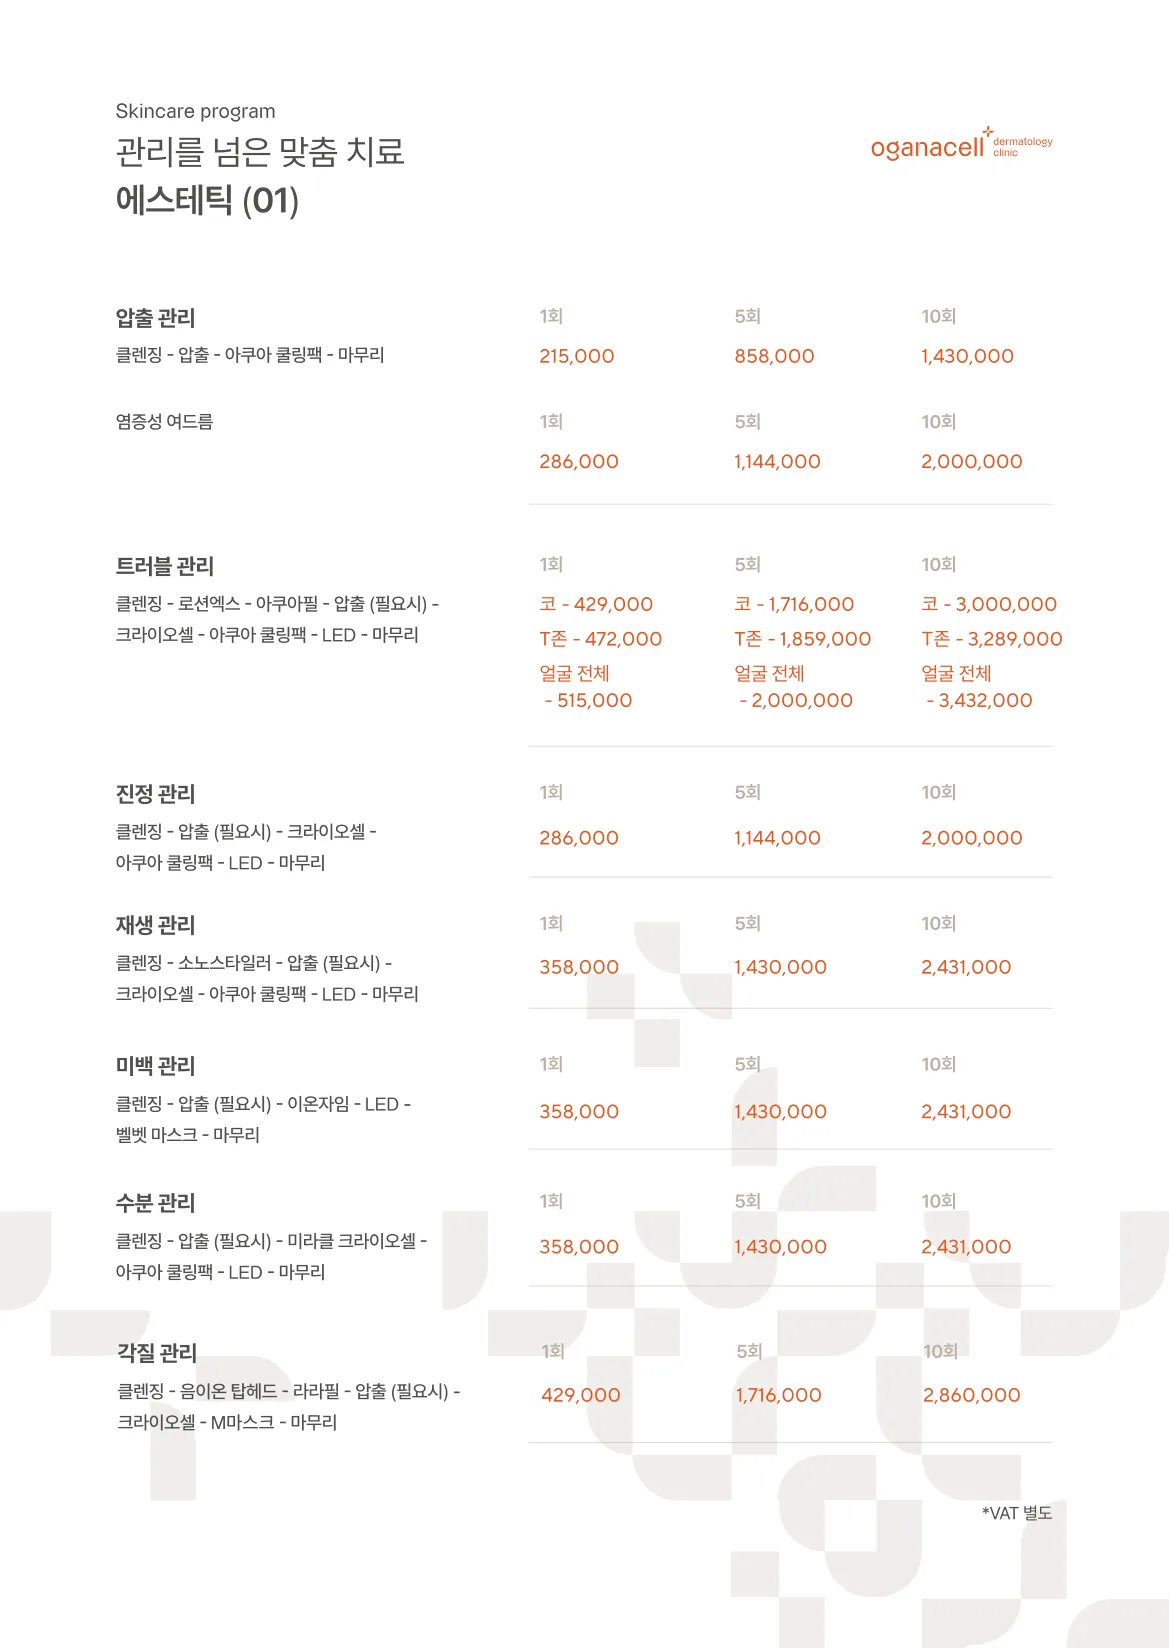 Skincare program
관리를 넘은 맞춤 치료
에스테틱 (01)
oganacell dermatology clinic
압출 관리 1회 5회 10회
클렌징 - 압출 - 아쿠아 쿨링팩 - 마무리 215,000 858,000 1,430,000
염증성 여드름 1회 5회 10회
286,000 1,144,000 2,000,000
트러블 관리 1회 5회 10회
클렌징 - 로션엑스 - 아쿠아필 - 압출 (필요시) - 코 - 429,000 코 - 1,716,000 코 - 3,000,000
크라이오셀 - 아쿠아 쿨링팩 - LED - 마무리 T존 - 472,000 T존 - 1,859,000 T존 - 3,289,000
얼굴 전체 얼굴 전체 얼굴 전체
- 515,000 - 2,000,000 - 3,432,000
진정 관리 1회 5회 10회
클렌징 - 압출 (필요시) - 크라이오셀 - 286,000 1,144,000 2,000,000
아쿠아 쿨링팩 - LED - 마무리
재생 관리 1회 5회 10회
클렌징 - 소노스타일러 - 압출 (필요시) - 358,000 1,430,000 2,431,000
크라이오셀 - 아쿠아 쿨링팩 - LED - 마무리
미백 관리 1회 5회 10회
클렌징 - 압출 (필요시) - 이온자임 - LED - 358,000 1,430,000 2,431,000
벨벳 마스크 - 마무리
수분 관리 1회 5회 10회
클렌징 - 압출 (필요시) - 미라클 크라이오셀 - 358,000 1,430,000 2,431,000
아쿠아 쿨링팩 - LED - 마무리
각질 관리 1회 5회 10회
클렌징 - 음이온 탑헤드 - 라라필 - 압출 (필요시) - 429,000 1,716,000 2,860,000
크라이오셀 - M마스크 - 마무리
*VAT 별도